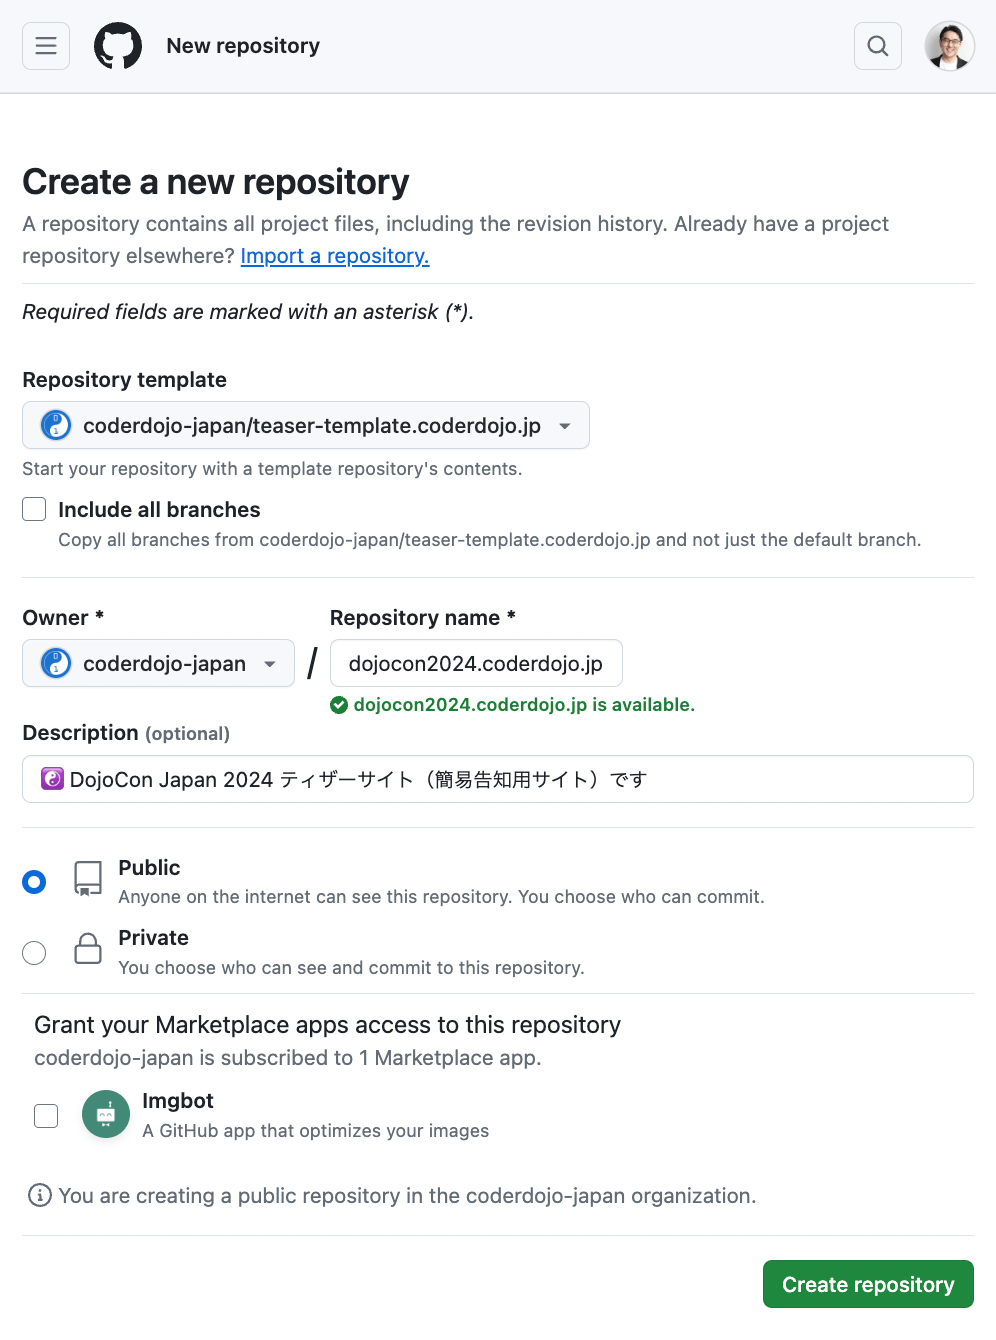 New repository
Create a new repository
A repository contains all project files, including the revision history. Already have a project
repository elsewhere? Import a repository.
Required fields are marked with an asterisk (*).
Repository template
coderdojo-japan/teaser-template.coderdojo.jp
Start your repository with a template repository's contents.
Include all branches
Copy all branches from coderdojo-japan/teaser-template.coderdojo.jp and not just the default branch.
Owner * Repository name *
coderdojo-japan / dojocon2024.coderdojo.jp
dojocon2024.coderdojo.jp is available.
Description (optional)
☯️ DojoCon Japan 2024 ティザーサイト（簡易告知用サイト）です
Public
Anyone on the internet can see this repository. You choose who can commit.
Private
You choose who can see and commit to this repository.
Grant your Marketplace apps access to this repository
coderdojo-japan is subscribed to 1 Marketplace app.
Imgbot
A GitHub app that optimizes your images
You are creating a public repository in the coderdojo-japan organization.
Create repository